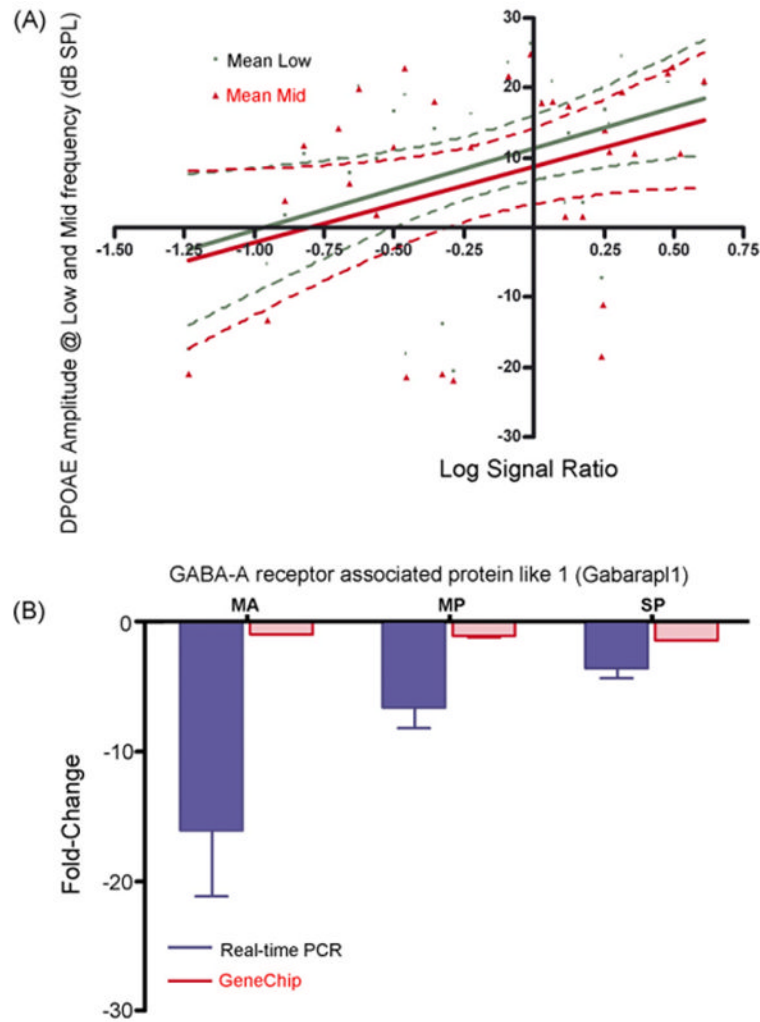 (A)
DPOAE Amplitude @ Low and Mid frequency (dB SPL)
30
Mean Low
20
Mean Mid
10
-1.50 -1.25 -1.00 -0.75 -0.50 -0.25 0.00 0.25 0.50 0.75
-10
-20
-30
Log Signal Ratio
GABA-A receptor associated protein like 1 (Gabarapl1)
(B)
MA MP SP
0
-10
Fold-Change
-20
Real-time PCR
GeneChip
-30